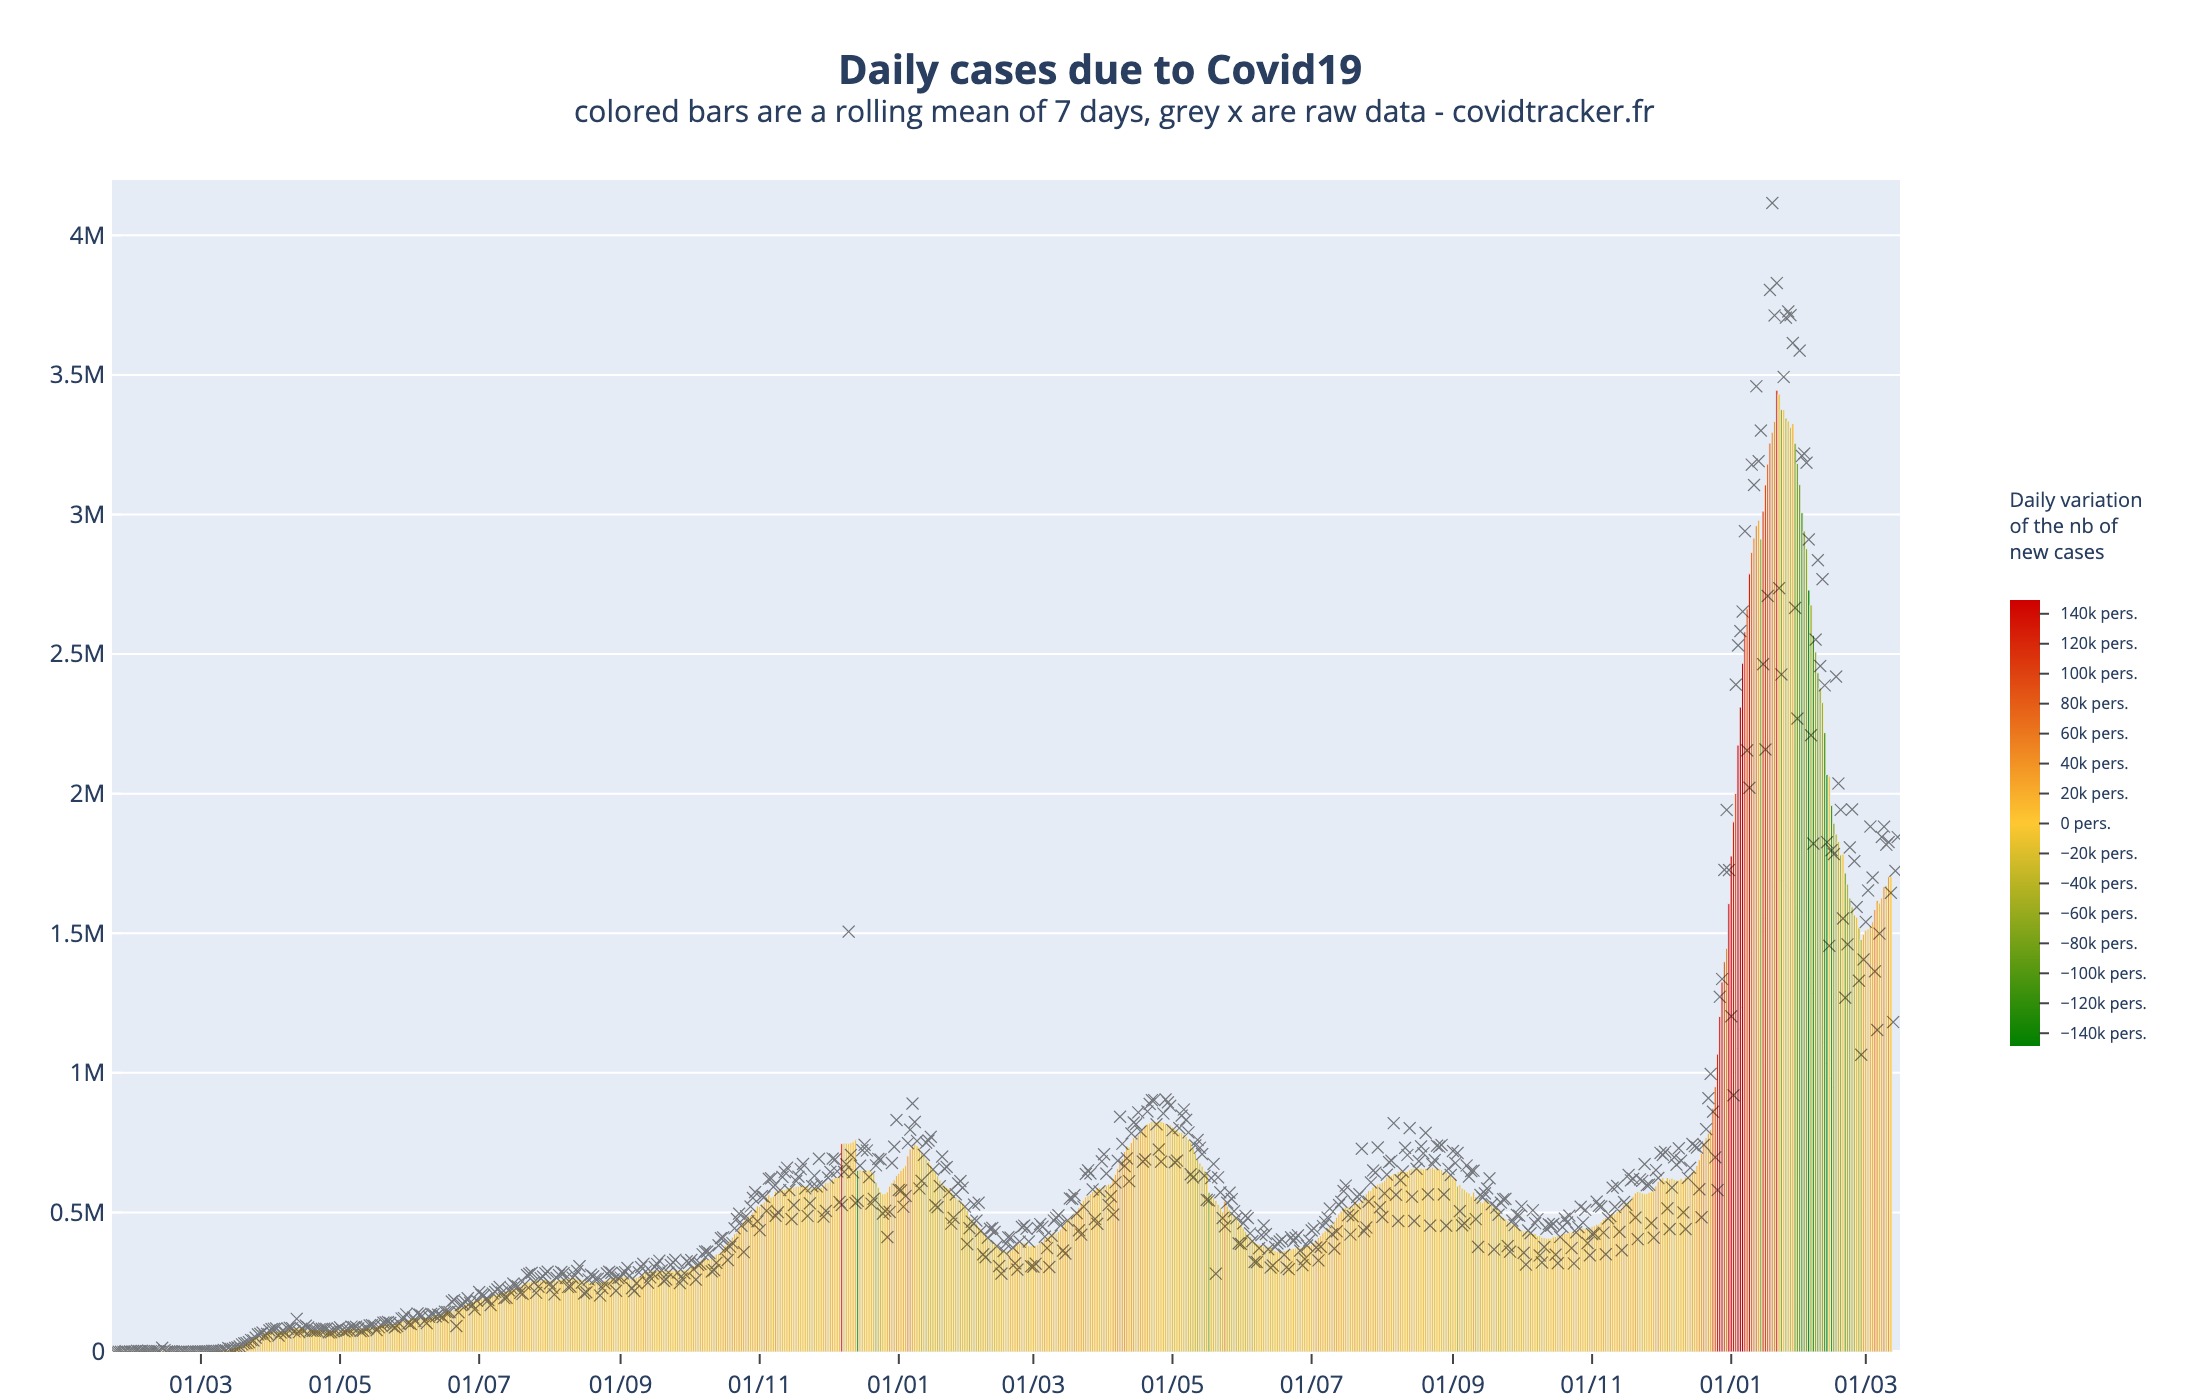 Daily cases due to Covid19
colored bars are a rolling mean of 7 days, grey x are raw data - covidtracker.fr
4M
3.5M
3M
2.5M
2M
1.5M
1M
0.5M
0
01/03
01/05
01/07
01/09
01/11
01/01
01/03
01/05
01/07
01/09
01/11
01/01
01/03
Daily variation
of the nb of
new cases
140k pers.
120k pers.
100k pers.
80k pers.
60k pers.
40k pers.
20k pers.
0 pers.
−20k pers.
−40k pers.
−60k pers.
−80k pers.
−100k pers.
−120k pers.
−140k pers.